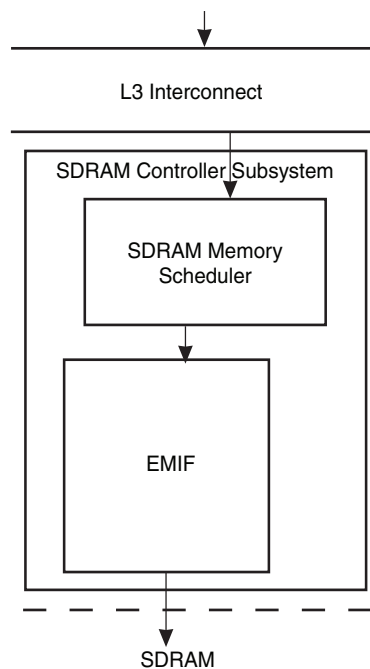 L3 Interconnect
SDRAM Controller Subsystem
SDRAM Memory
Scheduler
EMIF
SDRAM